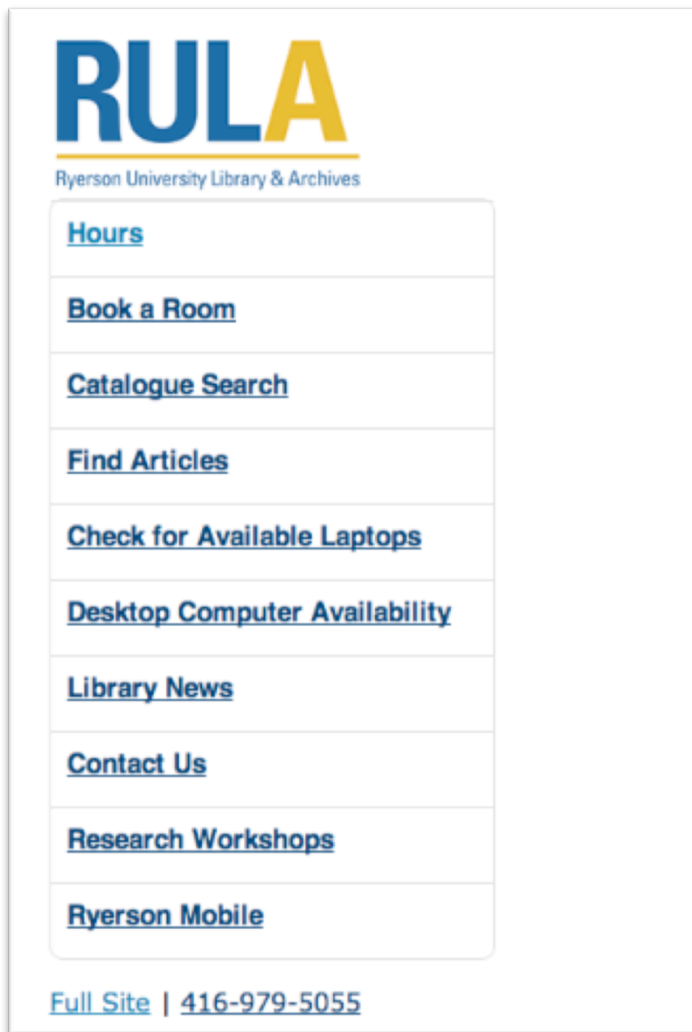 RULA
Ryerson University Library & Archives
Hours
Book a Room
Catalogue Search
Find Articles
Check for Available Laptops
Desktop Computer Availability
Library News
Contact Us
Research Workshops
Ryerson Mobile
Full Site | 416-979-5055